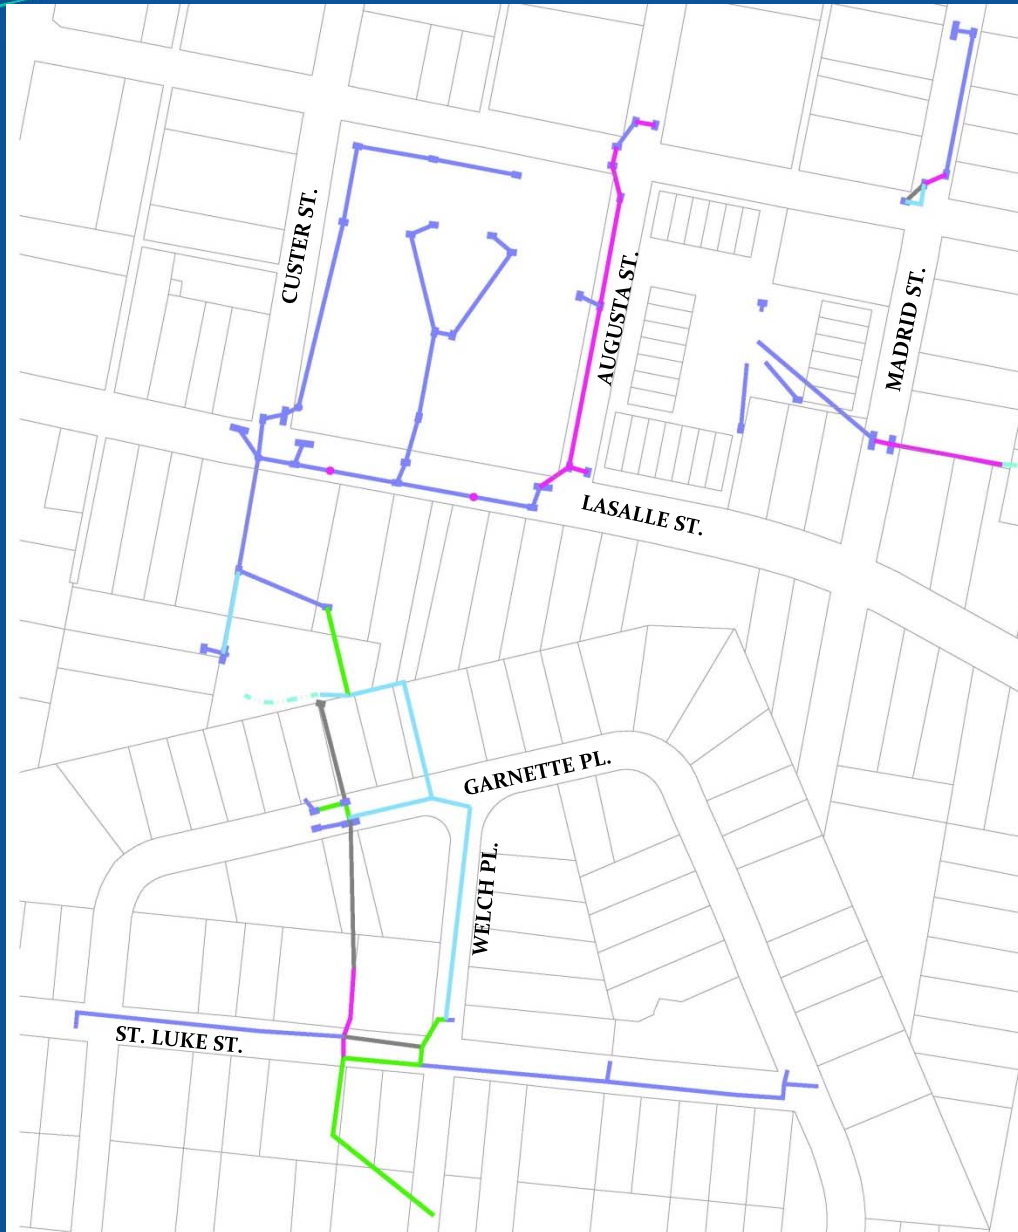 CUSTER ST.
AUGUSTA ST.
MADRID ST.
LASALLE ST.
GARNETTE PL.
WELCH PL.
ST. LUKE ST.